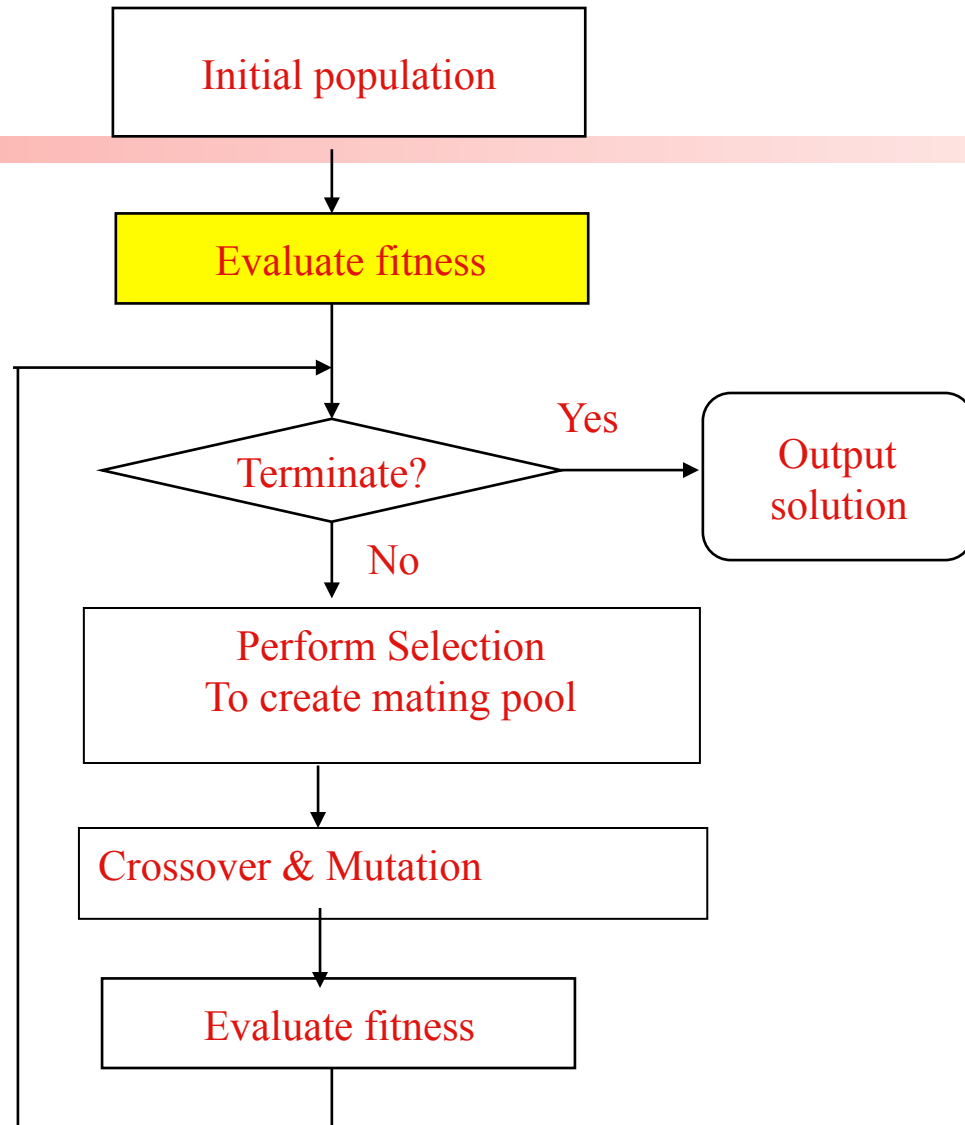 Initial population
Evaluate fitness
Yes
Terminate?
Output
solution
No
Perform Selection
To create mating pool
Crossover & Mutation
Evaluate fitness